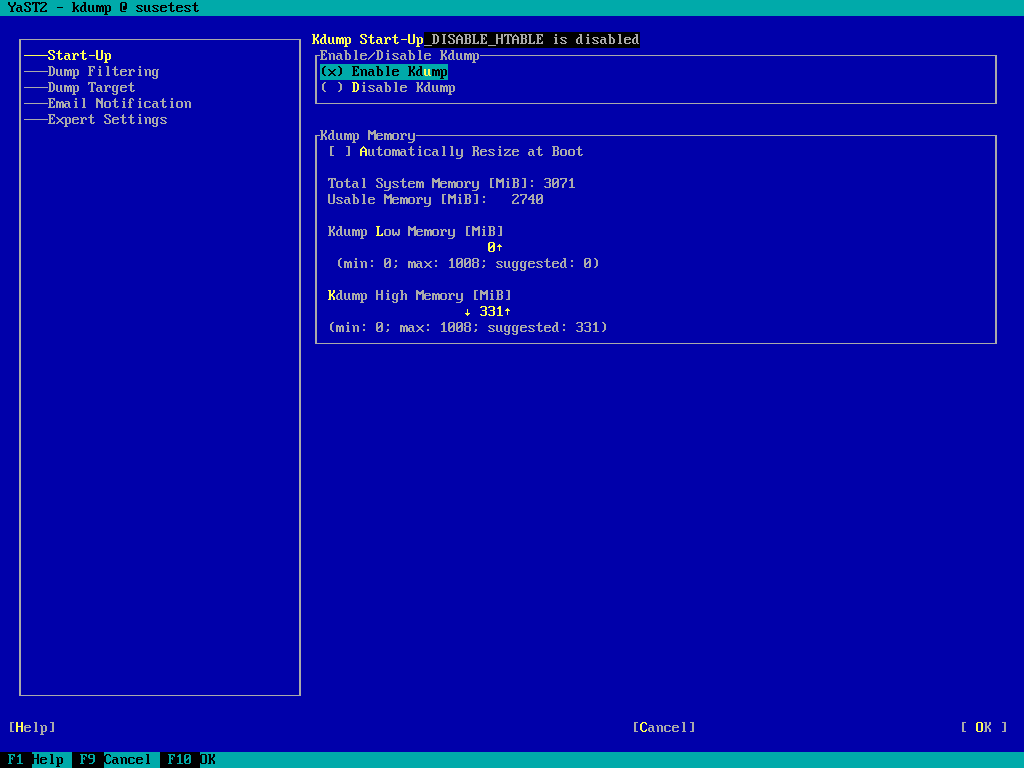 YaST2 - kdump @ susetest
Kdump Start-Up_DISABLE_HTABLE is disabled
Start-Up
Dump Filtering
Dump Target
Email Notification
Expert Settings
Enable/Disable Kdump
(x) Enable Kdump
( ) Disable Kdump
Kdump Memory
[ ] Automatically Resize at Boot
Total System Memory [MiB]: 3071
Usable Memory [MiB]: 2740
Kdump Low Memory [MiB]
0↑
(min: 0; max: 1008; suggested: 0)
Kdump High Memory [MiB]
↓ 331↑
(min: 0; max: 1008; suggested: 331)
[Help] [Cancel] [ OK ]
F1 Help F9 Cancel F10 OK